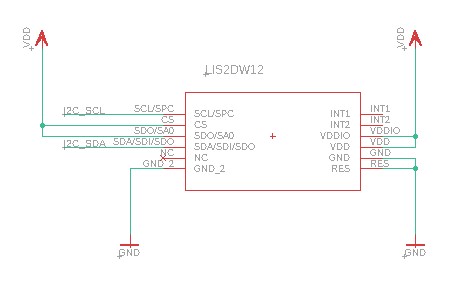 VDD
VDD
LIS2DW12
I2C_SCL
SCL/SPC
SCL/SPC
INT1
INT1
CS
CS
INT2
INT2
SDO/SA0
SDO/SA0
VDDIO
VDDIO
I2C_SDA
SDA/SDI/SDO
SDA/SDI/SDO
VDD
VDD
NC
NC
GND
GND
GND_2
GND_2
RES
RES
GND
GND